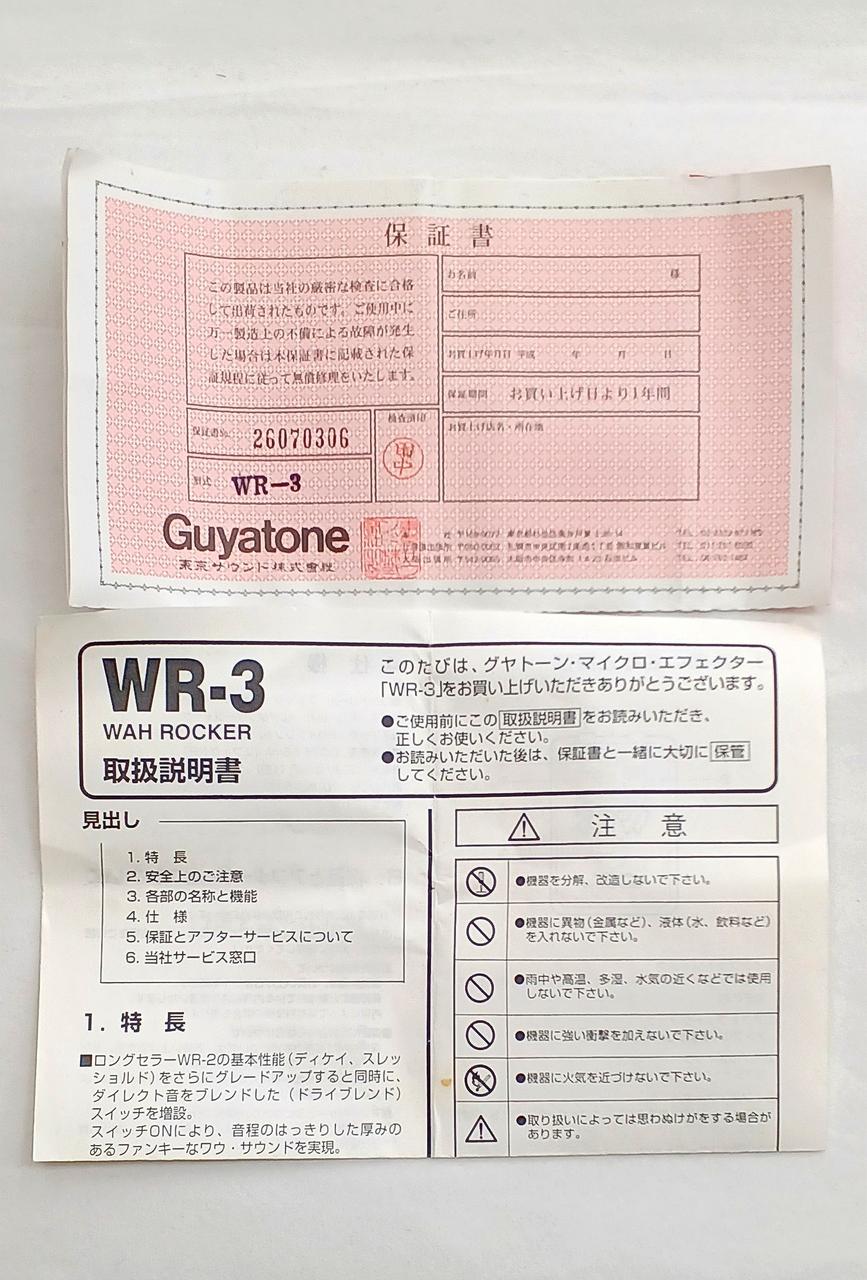 保証書
この製品は当社の厳密な検査に合格
して出荷されたものです。ご使用中に
万一製造上の不備による故障が発生
した場合は本保証書に記載された保
証規程に従って無償修理をいたします。
保証書No. 26070306
検査済印
型式 WR-3
お名前 様
ご住所
お買上げ年月日 平成 年 月 日
保証期間 お買い上げ日より1年間
お買上げ店名・所在地
Guyatone
東京サウンド株式會社
WR-3
WAH ROCKER
取扱説明書
このたびは、グヤトーン・マイクロ・エフェクター
「WR-3」をお買い上げいただきありがとうございます。
●ご使用前にこの取扱説明書をお読みいただき、
正しくお使いください。
●お読みいただいた後は、保証書と一緒に大切に保管
してください。
見出し
1. 特 長
2. 安全上のご注意
3. 各部の名称と機能
4. 仕 様
5. 保証とアフターサービスについて
6. 当社サービス窓口
1. 特 長
■ロングセラーWR-2の基本性能（ディケイ、スレッ
ショルド）をさらにグレードアップすると同時に、
ダイレクト音をブレンドした（ドライブレンド）
スイッチを増設。
スイッチONにより、音程のはっきりした厚みの
あるファンキーなワウ・サウンドを実現。
注 意
●機器を分解、改造しないで下さい。
●機器に異物（金属など）、液体（水、飲料など）
を入れないで下さい。
●雨中や高温、多湿、水気の近くなどでは使用
しないで下さい。
●機器に強い衝撃を加えないで下さい。
●機器に火気を近づけないで下さい。
●取り扱いによっては思わぬけがをする場合が
あります。